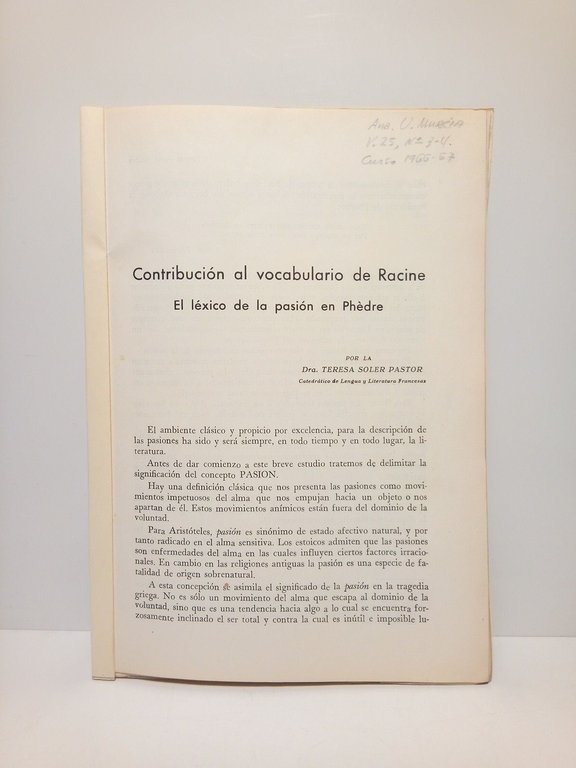 Ana. U. Murcia
V. 25, Nº 3-4.
Curso 1966-67
Contribución al vocabulario de Racine
El léxico de la pasión en Phèdre
POR LA
Dra. TERESA SOLER PASTOR
Catedrático de Lengua y Literatura Francesas
El ambiente clásico y propicio por excelencia, para la descripción de
las pasiones ha sido y será siempre, en todo tiempo y en todo lugar, la li-
teratura.
Antes de dar comienzo a este breve estudio tratemos de delimitar la
significación del concepto PASION.
Hay una definición clásica que nos presenta las pasiones como movi-
mientos impetuosos del alma que nos empujan hacia un objeto o nos
apartan de él. Estos movimientos anímicos están fuera del dominio de la
voluntad.
Para Aristóteles, pasión es sinónimo de estado afectivo natural, y por
tanto radicado en el alma sensitiva. Los estoicos admiten que las pasiones
son enfermedades del alma en las cuales influyen ciertos factores irracio-
nales. En cambio en las religiones antiguas la pasión es una especie de fa-
talidad de origen sobrenatural.
A esta concepción se asimila el significado de la pasión en la tragedia
griega. No es sólo un movimiento del alma que escapa al dominio de la
voluntad, sino que es una tendencia hacia algo a lo cual se encuentra for-
zosamente inclinado el ser total y contra la cual es inútil e imposible lu-